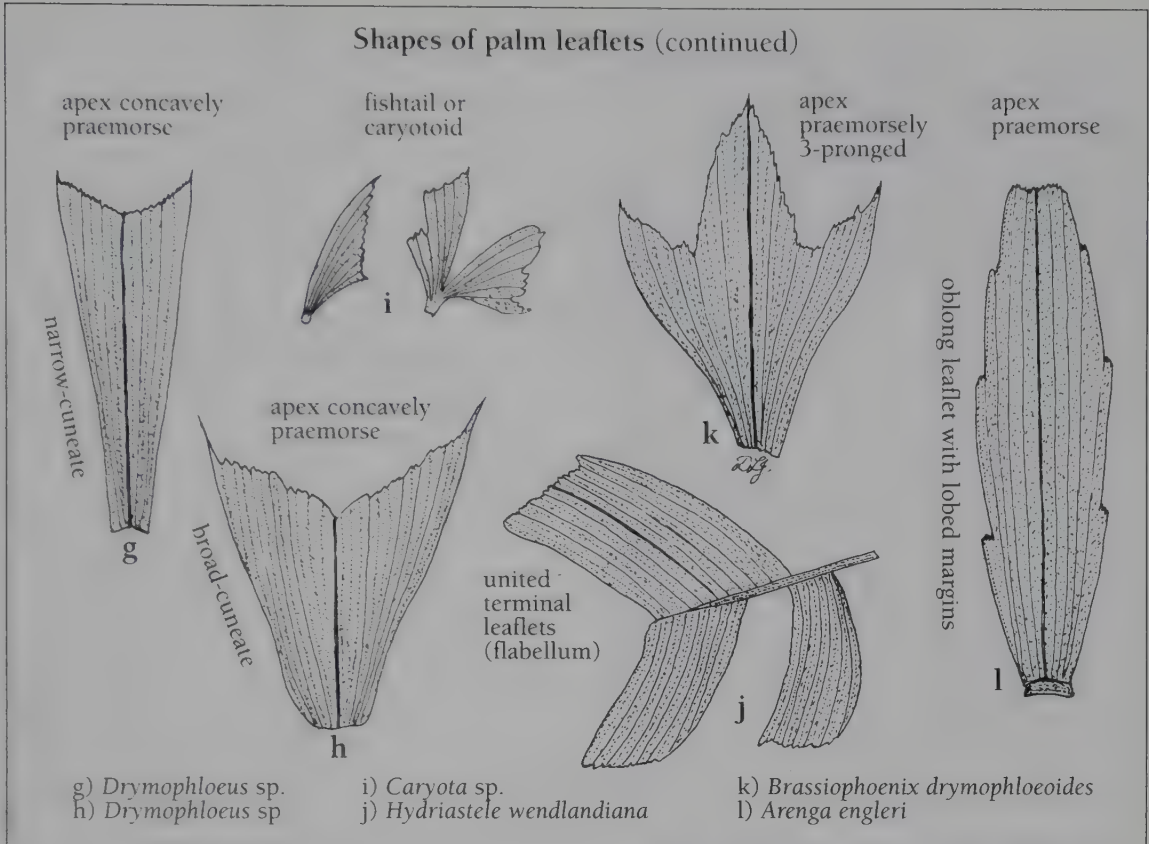 Shapes of palm leaflets (continued)
apex concavely
praemorse
fishtail or
caryotoid
apex
praemorsely
3-pronged
apex
praemorse
narrow-cuneate
g
i
apex concavely
praemorse
broad-cuneate
h
k
united
terminal
leaflets
(flabellum)
j
oblong leaflet with lobed margins
l
g) Drymophloeus sp.
h) Drymophloeus sp
i) Caryota sp.
j) Hydriastele wendlandiana
k) Brassiophoenix drymophloeoides
l) Arenga engleri